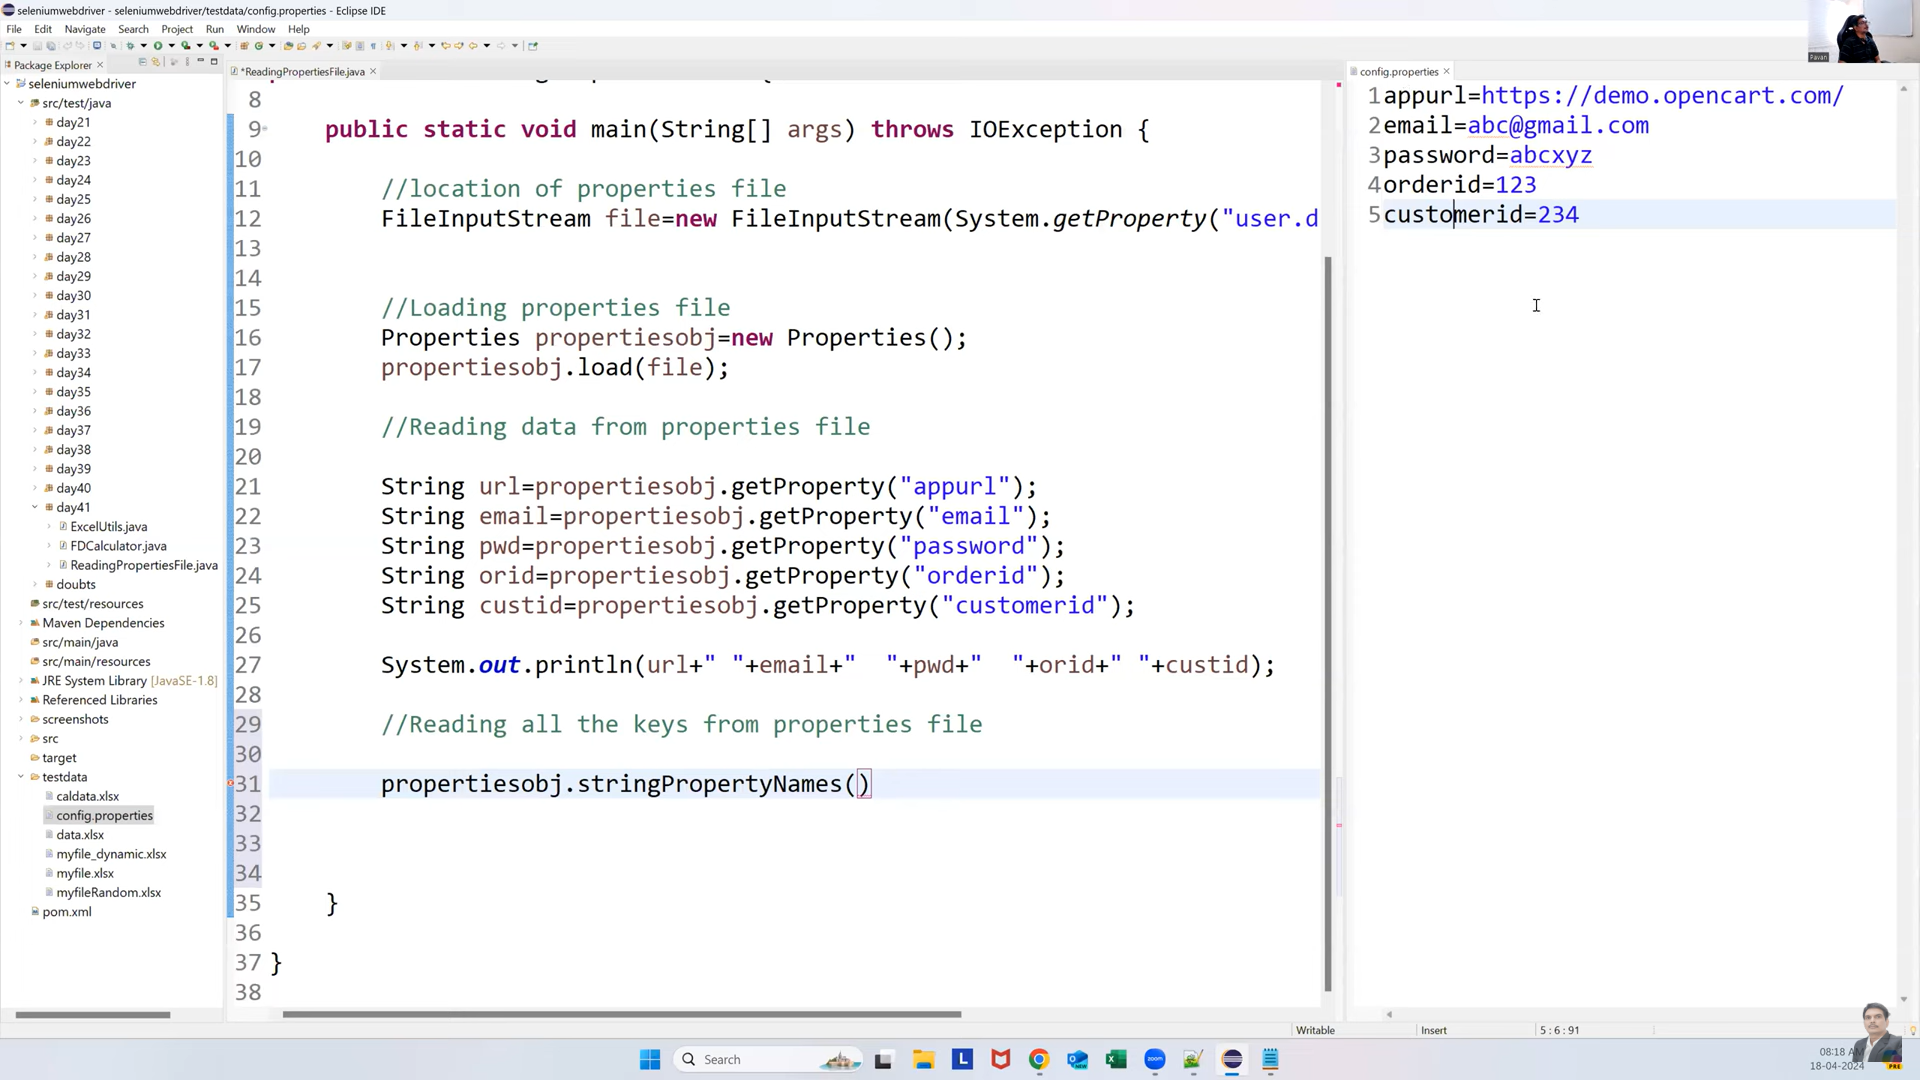 seleniumwebdriver - seleniumwebdriver/testdata/config.properties - Eclipse IDE
File Edit Navigate Search Project Run Window Help
Package Explorer
seleniumwebdriver
src/test/java
day21
day22
day23
day24
day25
day26
day27
day28
day29
day30
day31
day32
day33
day34
day35
day36
day37
day38
day39
day40
day41
ExcelUtils.java
FDCalculator.java
ReadingPropertiesFile.java
doubts
src/test/resources
Maven Dependencies
src/main/java
src/main/resources
JRE System Library [JavaSE-1.8]
Referenced Libraries
screenshots
src
target
testdata
caldata.xlsx
config.properties
data.xlsx
myfile_dynamic.xlsx
myfile.xlsx
myfileRandom.xlsx
pom.xml
*ReadingPropertiesFile.java
8
9 public static void main(String[] args) throws IOException {
10
11 //location of properties file
12 FileInputStream file=new FileInputStream(System.getProperty("user.d
13
14
15 //Loading properties file
16 Properties propertiesobj=new Properties();
17 propertiesobj.load(file);
18
19 //Reading data from properties file
20
21 String url=propertiesobj.getProperty("appurl");
22 String email=propertiesobj.getProperty("email");
23 String pwd=propertiesobj.getProperty("password");
24 String orid=propertiesobj.getProperty("orderid");
25 String custid=propertiesobj.getProperty("customerid");
26
27 System.out.println(url+" "+email+"  "+pwd+"  "+orid+" "+custid);
28
29 //Reading all the keys from properties file
30
31 propertiesobj.stringPropertyNames()
32
33
34
35 }
36
37 }
38
config.properties
1 appurl=https://demo.opencart.com/
2 email=abc@gmail.com
3 password=abcxyz
4 orderid=123
5 customerid=234
Pavan
Writable Insert 5 : 6 : 91
Search
08:18 AM
18-04-2024